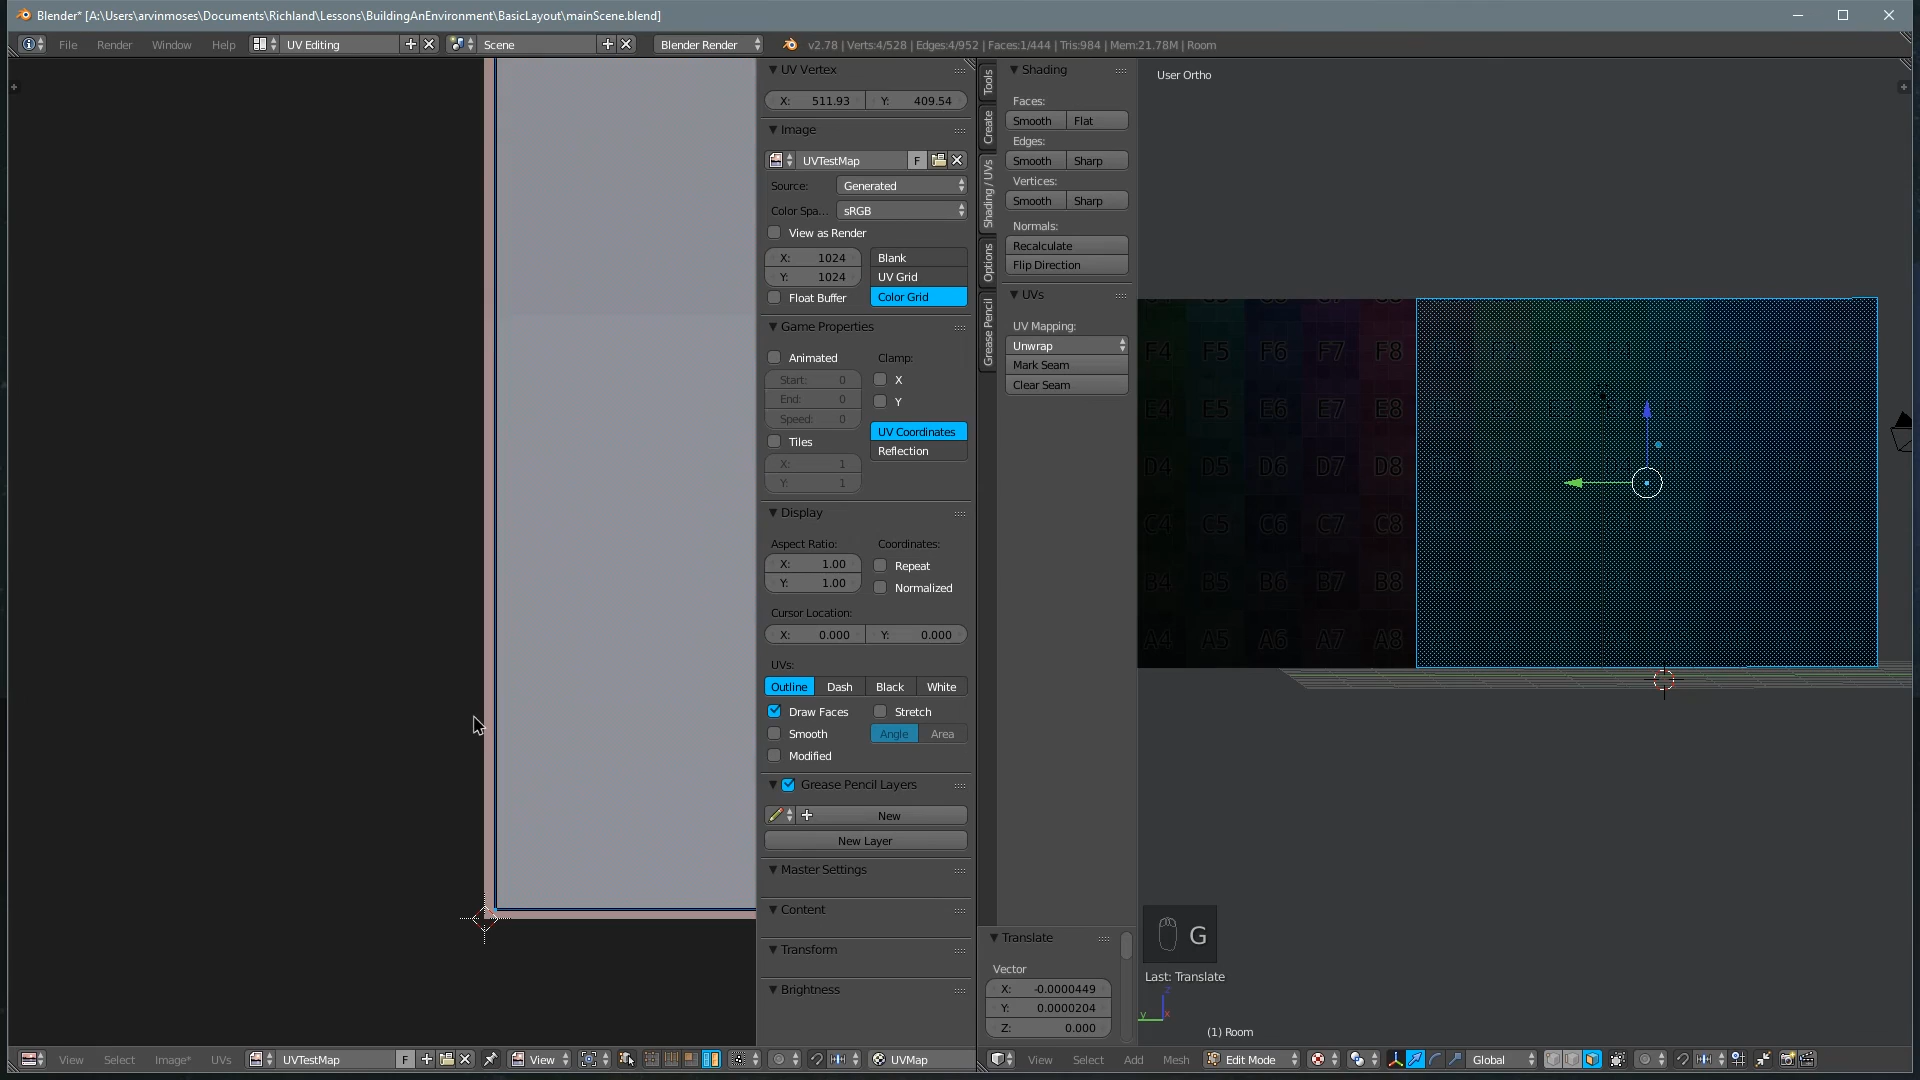 Blender* [A:\Users\arvinmoses\Documents\Richland\Lessons\BuildingAnEnvironment\BasicLayout\mainScene.blend]
File Render Window Help UV Editing Scene Blender Render v2.78 | Verts:4/528 | Edges:4/952 | Faces:1/444 | Tris:984 | Mem:21.78M | Room
UV Vertex
X: 511.93 Y: 409.54
Image
UVTestMap F
Source: Generated
Color Spa... sRGB
View as Render
X: 1024 Blank
Y: 1024 UV Grid
Float Buffer Color Grid
Game Properties
Animated Clamp:
Start: 0 X
End: 0 Y
Speed: 0
UV Coordinates
Tiles Reflection
X: 1
Y: 1
Display
Aspect Ratio: Coordinates:
X: 1.00 Repeat
Y: 1.00 Normalized
Cursor Location:
X: 0.000 Y: 0.000
UVs:
Outline Dash Black White
Draw Faces Stretch
Smooth Angle Area
Modified
Grease Pencil Layers
New
New Layer
Master Settings
Content
Transform
Brightness
Tools
Create
Shading / UVs
Options
Grease Pencil
Shading
Faces:
Smooth Flat
Edges:
Smooth Sharp
Vertices:
Smooth Sharp
Normals:
Recalculate
Flip Direction
UVs
UV Mapping:
Unwrap
Mark Seam
Clear Seam
Translate
Vector
X: -0.0000449
Y: 0.0000204
Z: 0.000
User Ortho
F4 F5 F6 F7 F8
E4 E5 E6 E7 E8
D4 D5 D6 D7 D8
C4 C5 C6 C7 C8
B4 B5 B6 B7 B8
A4 A5 A6 A7 A8
G
Last: Translate
z
y x
(1) Room
View Select Image* UVs UVTestMap F View UVMap
View Select Add Mesh Edit Mode Global